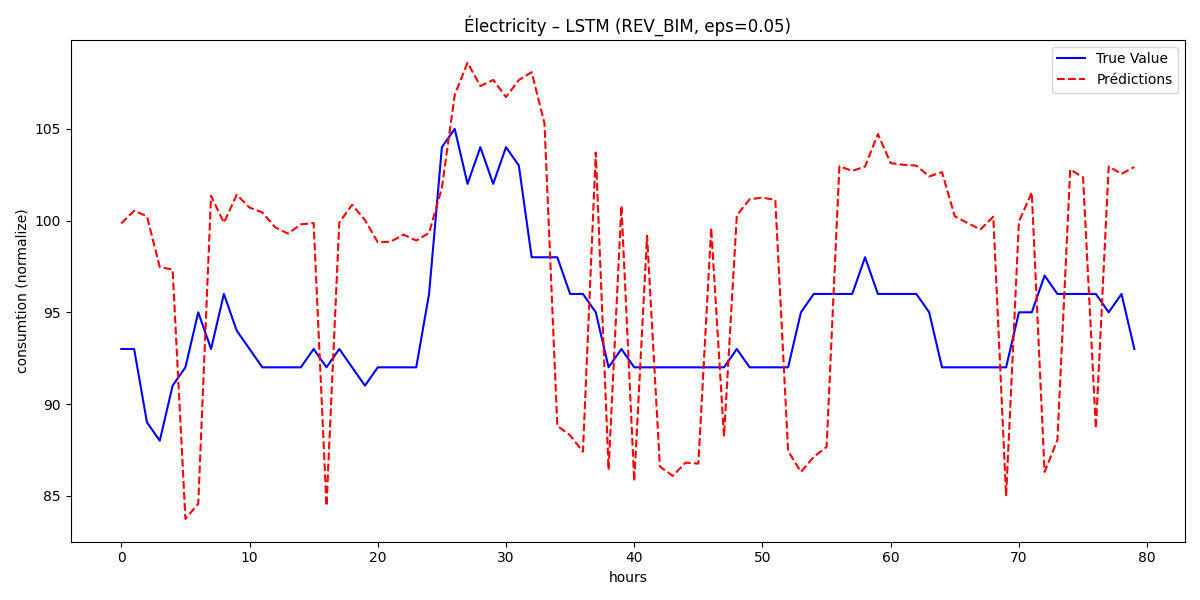 Électricity – LSTM (REV_BIM, eps=0.05)
True Value
Prédictions
consumtion (normalize)
105
100
95
90
85
0 10 20 30 40 50 60 70 80
hours